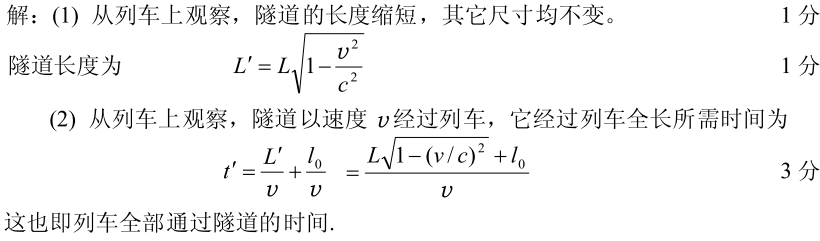 解：(1) 从列车上观察，隧道的长度缩短，其它尺寸均不变。 1 分
隧道长度为 $L' = L\sqrt{1-\frac{v^2}{c^2}}$ 1 分
(2) 从列车上观察，隧道以速度 v 经过列车，它经过列车全长所需时间为
$t' = \frac{L'}{v} + \frac{l_0}{v} = \frac{L\sqrt{1-(v/c)^2}+l_0}{v}$ 3 分
这也即列车全部通过隧道的时间.